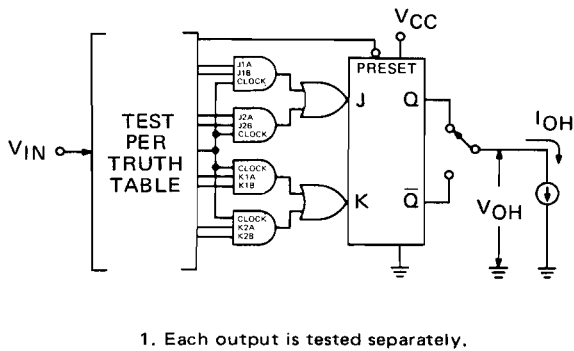 VCC
PRESET
J1A
J1B
CLOCK
J2A
J2B
CLOCK
CLOCK
K1A
K1B
CLOCK
K2A
K2B
J
Q
K
Q̅
VIN
TEST
PER
TRUTH
TABLE
IOH
VOH
1. Each output is tested separately.